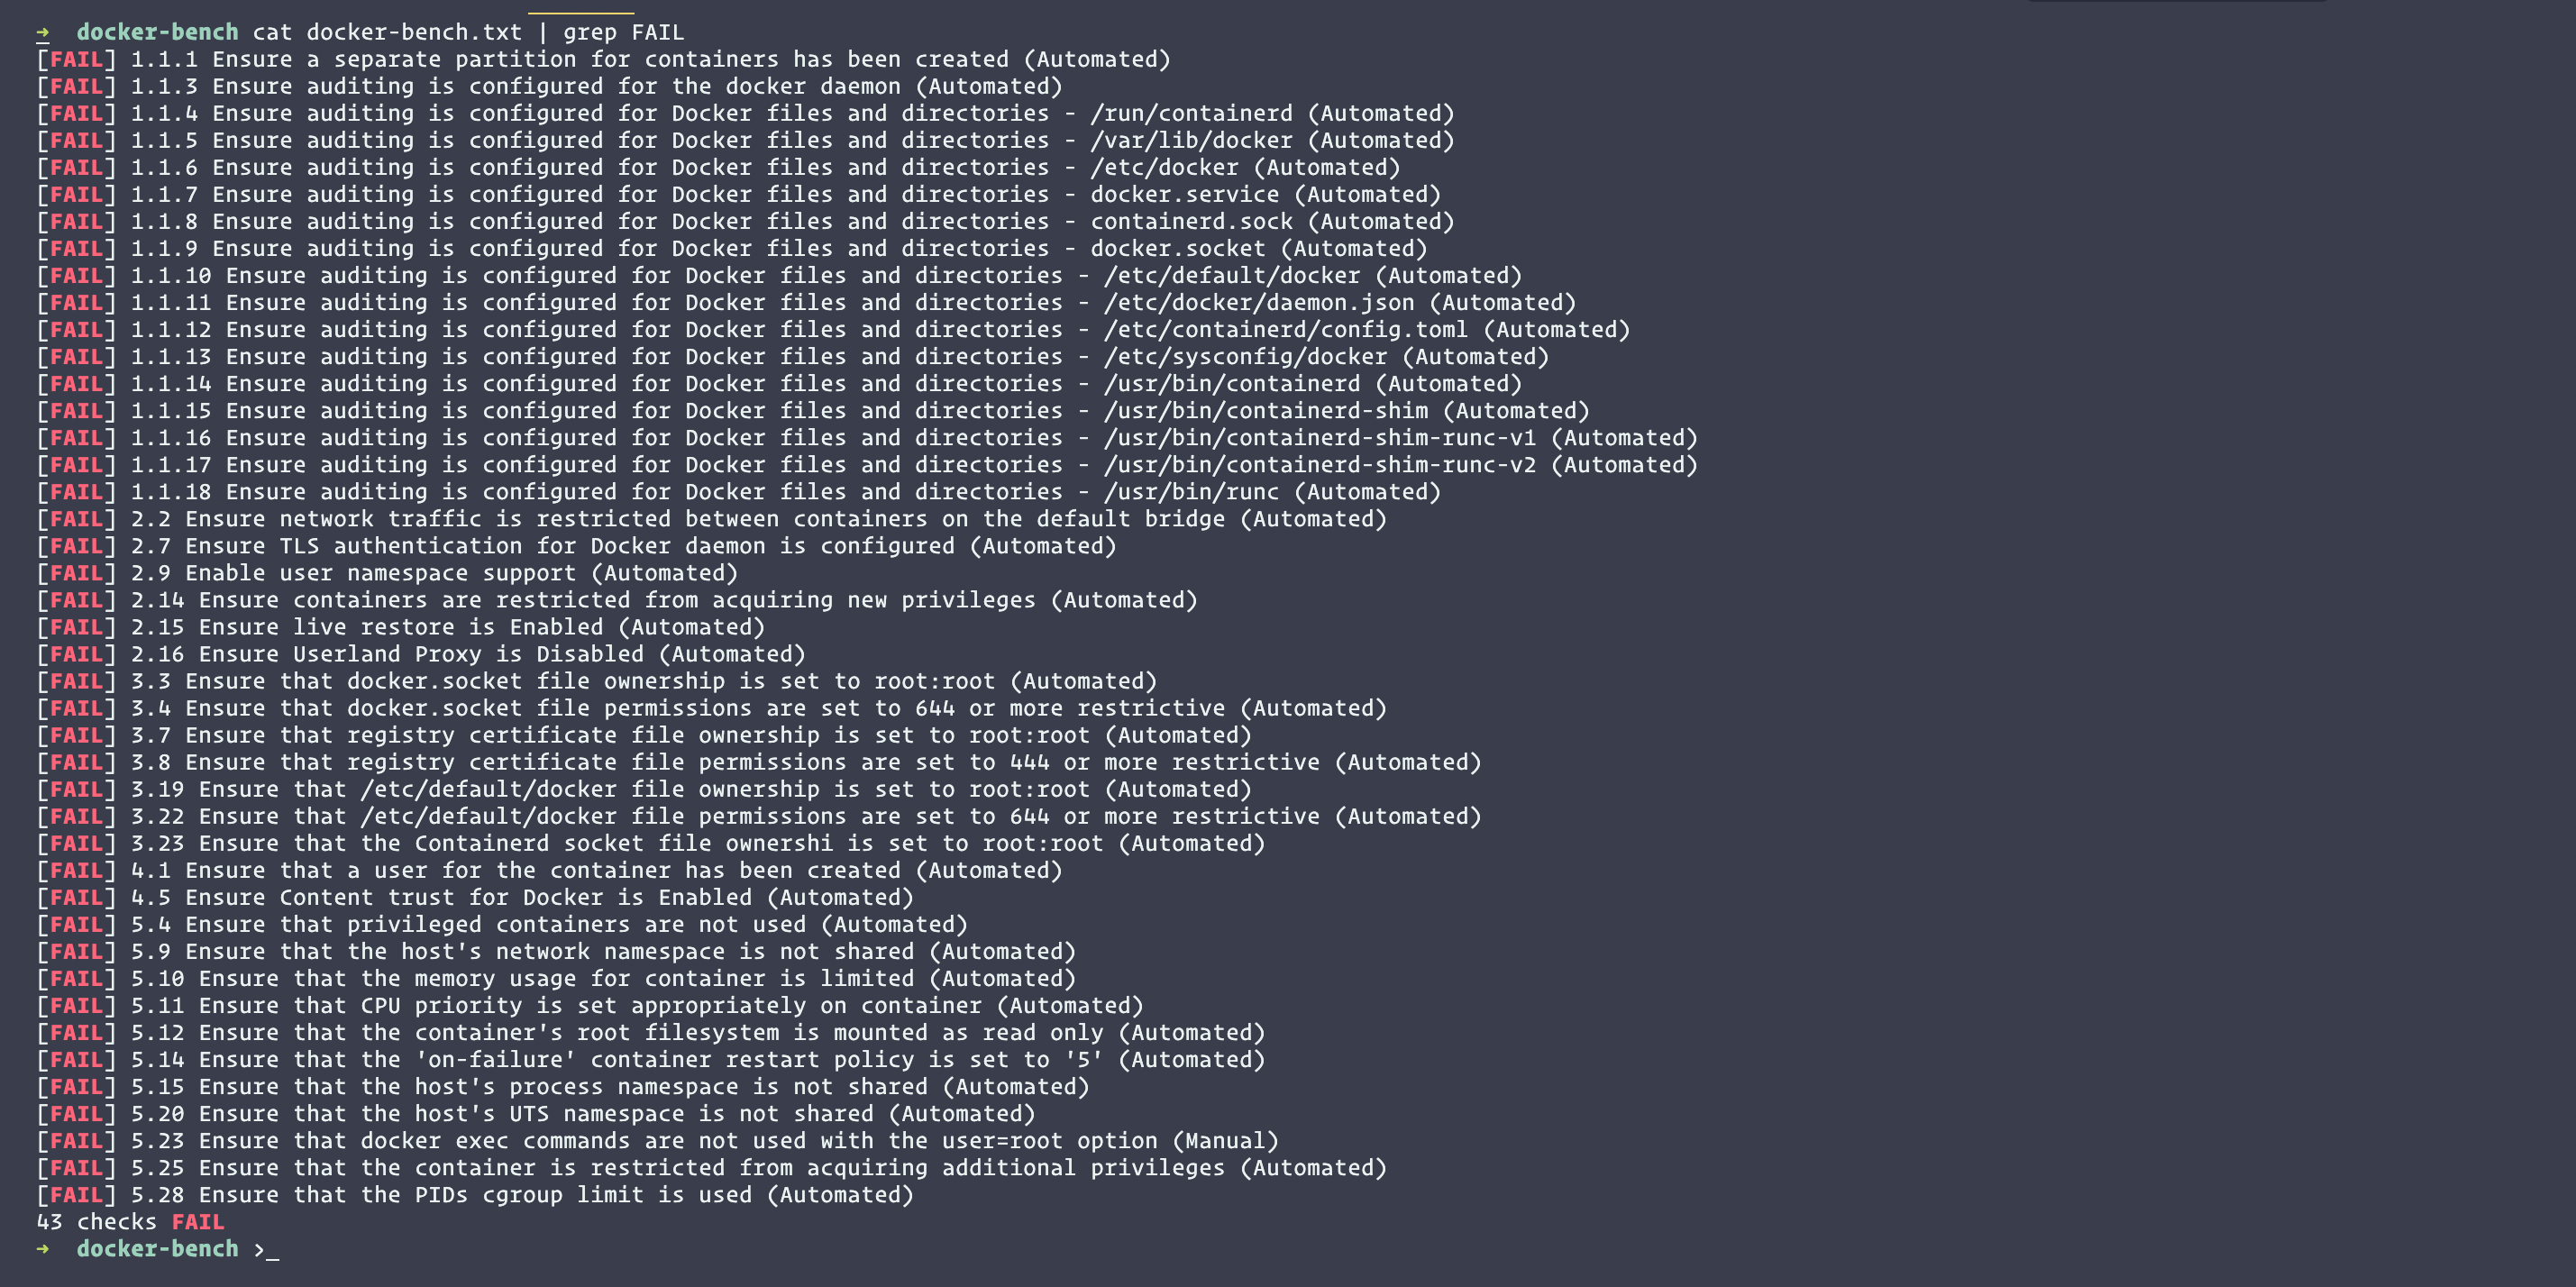 → docker-bench cat docker-bench.txt | grep FAIL
[FAIL] 1.1.1 Ensure a separate partition for containers has been created (Automated)
[FAIL] 1.1.3 Ensure auditing is configured for the docker daemon (Automated)
[FAIL] 1.1.4 Ensure auditing is configured for Docker files and directories - /run/containerd (Automated)
[FAIL] 1.1.5 Ensure auditing is configured for Docker files and directories - /var/lib/docker (Automated)
[FAIL] 1.1.6 Ensure auditing is configured for Docker files and directories - /etc/docker (Automated)
[FAIL] 1.1.7 Ensure auditing is configured for Docker files and directories - docker.service (Automated)
[FAIL] 1.1.8 Ensure auditing is configured for Docker files and directories - containerd.sock (Automated)
[FAIL] 1.1.9 Ensure auditing is configured for Docker files and directories - docker.socket (Automated)
[FAIL] 1.1.10 Ensure auditing is configured for Docker files and directories - /etc/default/docker (Automated)
[FAIL] 1.1.11 Ensure auditing is configured for Docker files and directories - /etc/docker/daemon.json (Automated)
[FAIL] 1.1.12 Ensure auditing is configured for Docker files and directories - /etc/containerd/config.toml (Automated)
[FAIL] 1.1.13 Ensure auditing is configured for Docker files and directories - /etc/sysconfig/docker (Automated)
[FAIL] 1.1.14 Ensure auditing is configured for Docker files and directories - /usr/bin/containerd (Automated)
[FAIL] 1.1.15 Ensure auditing is configured for Docker files and directories - /usr/bin/containerd-shim (Automated)
[FAIL] 1.1.16 Ensure auditing is configured for Docker files and directories - /usr/bin/containerd-shim-runc-v1 (Automated)
[FAIL] 1.1.17 Ensure auditing is configured for Docker files and directories - /usr/bin/containerd-shim-runc-v2 (Automated)
[FAIL] 1.1.18 Ensure auditing is configured for Docker files and directories - /usr/bin/runc (Automated)
[FAIL] 2.2 Ensure network traffic is restricted between containers on the default bridge (Automated)
[FAIL] 2.7 Ensure TLS authentication for Docker daemon is configured (Automated)
[FAIL] 2.9 Enable user namespace support (Automated)
[FAIL] 2.14 Ensure containers are restricted from acquiring new privileges (Automated)
[FAIL] 2.15 Ensure live restore is Enabled (Automated)
[FAIL] 2.16 Ensure Userland Proxy is Disabled (Automated)
[FAIL] 3.3 Ensure that docker.socket file ownership is set to root:root (Automated)
[FAIL] 3.4 Ensure that docker.socket file permissions are set to 644 or more restrictive (Automated)
[FAIL] 3.7 Ensure that registry certificate file ownership is set to root:root (Automated)
[FAIL] 3.8 Ensure that registry certificate file permissions are set to 444 or more restrictive (Automated)
[FAIL] 3.19 Ensure that /etc/default/docker file ownership is set to root:root (Automated)
[FAIL] 3.22 Ensure that /etc/default/docker file permissions are set to 644 or more restrictive (Automated)
[FAIL] 3.23 Ensure that the Containerd socket file ownershi is set to root:root (Automated)
[FAIL] 4.1 Ensure that a user for the container has been created (Automated)
[FAIL] 4.5 Ensure Content trust for Docker is Enabled (Automated)
[FAIL] 5.4 Ensure that privileged containers are not used (Automated)
[FAIL] 5.9 Ensure that the host's network namespace is not shared (Automated)
[FAIL] 5.10 Ensure that the memory usage for container is limited (Automated)
[FAIL] 5.11 Ensure that CPU priority is set appropriately on container (Automated)
[FAIL] 5.12 Ensure that the container's root filesystem is mounted as read only (Automated)
[FAIL] 5.14 Ensure that the 'on-failure' container restart policy is set to '5' (Automated)
[FAIL] 5.15 Ensure that the host's process namespace is not shared (Automated)
[FAIL] 5.20 Ensure that the host's UTS namespace is not shared (Automated)
[FAIL] 5.23 Ensure that docker exec commands are not used with the user=root option (Manual)
[FAIL] 5.25 Ensure that the container is restricted from acquiring additional privileges (Automated)
[FAIL] 5.28 Ensure that the PIDs cgroup limit is used (Automated)
43 checks FAIL
→ docker-bench >_